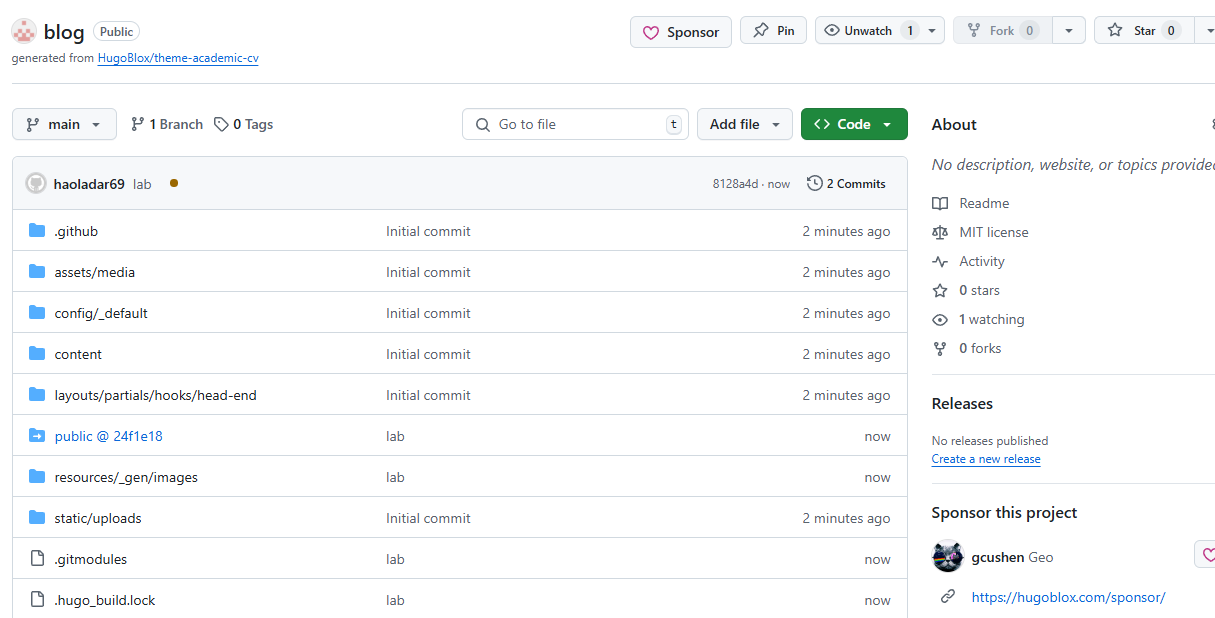 blog Public
Sponsor
Pin
Unwatch 1
Fork 0
Star 0
generated from HugoBlox/theme-academic-cv
main
1 Branch
0 Tags
Go to file
t
Add file
Code
haoladar69 lab
8128a4d · now
2 Commits
.github Initial commit 2 minutes ago
assets/media Initial commit 2 minutes ago
config/_default Initial commit 2 minutes ago
content Initial commit 2 minutes ago
layouts/partials/hooks/head-end Initial commit 2 minutes ago
public @ 24f1e18 lab now
resources/_gen/images lab now
static/uploads Initial commit 2 minutes ago
.gitmodules lab now
.hugo_build.lock lab now
About
No description, website, or topics provided
Readme
MIT license
Activity
0 stars
1 watching
0 forks
Releases
No releases published
Create a new release
Sponsor this project
gcushen Geo
https://hugoblox.com/sponsor/